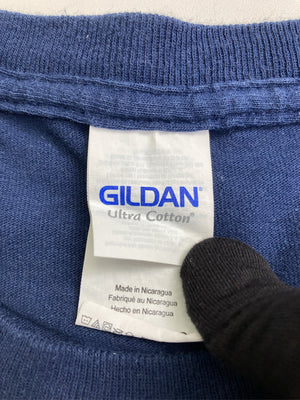 GILDAN®
Ultra Cotton®
Made in Nicaragua
Fabriqué au Nicaragua
Hecho en Nicaragua